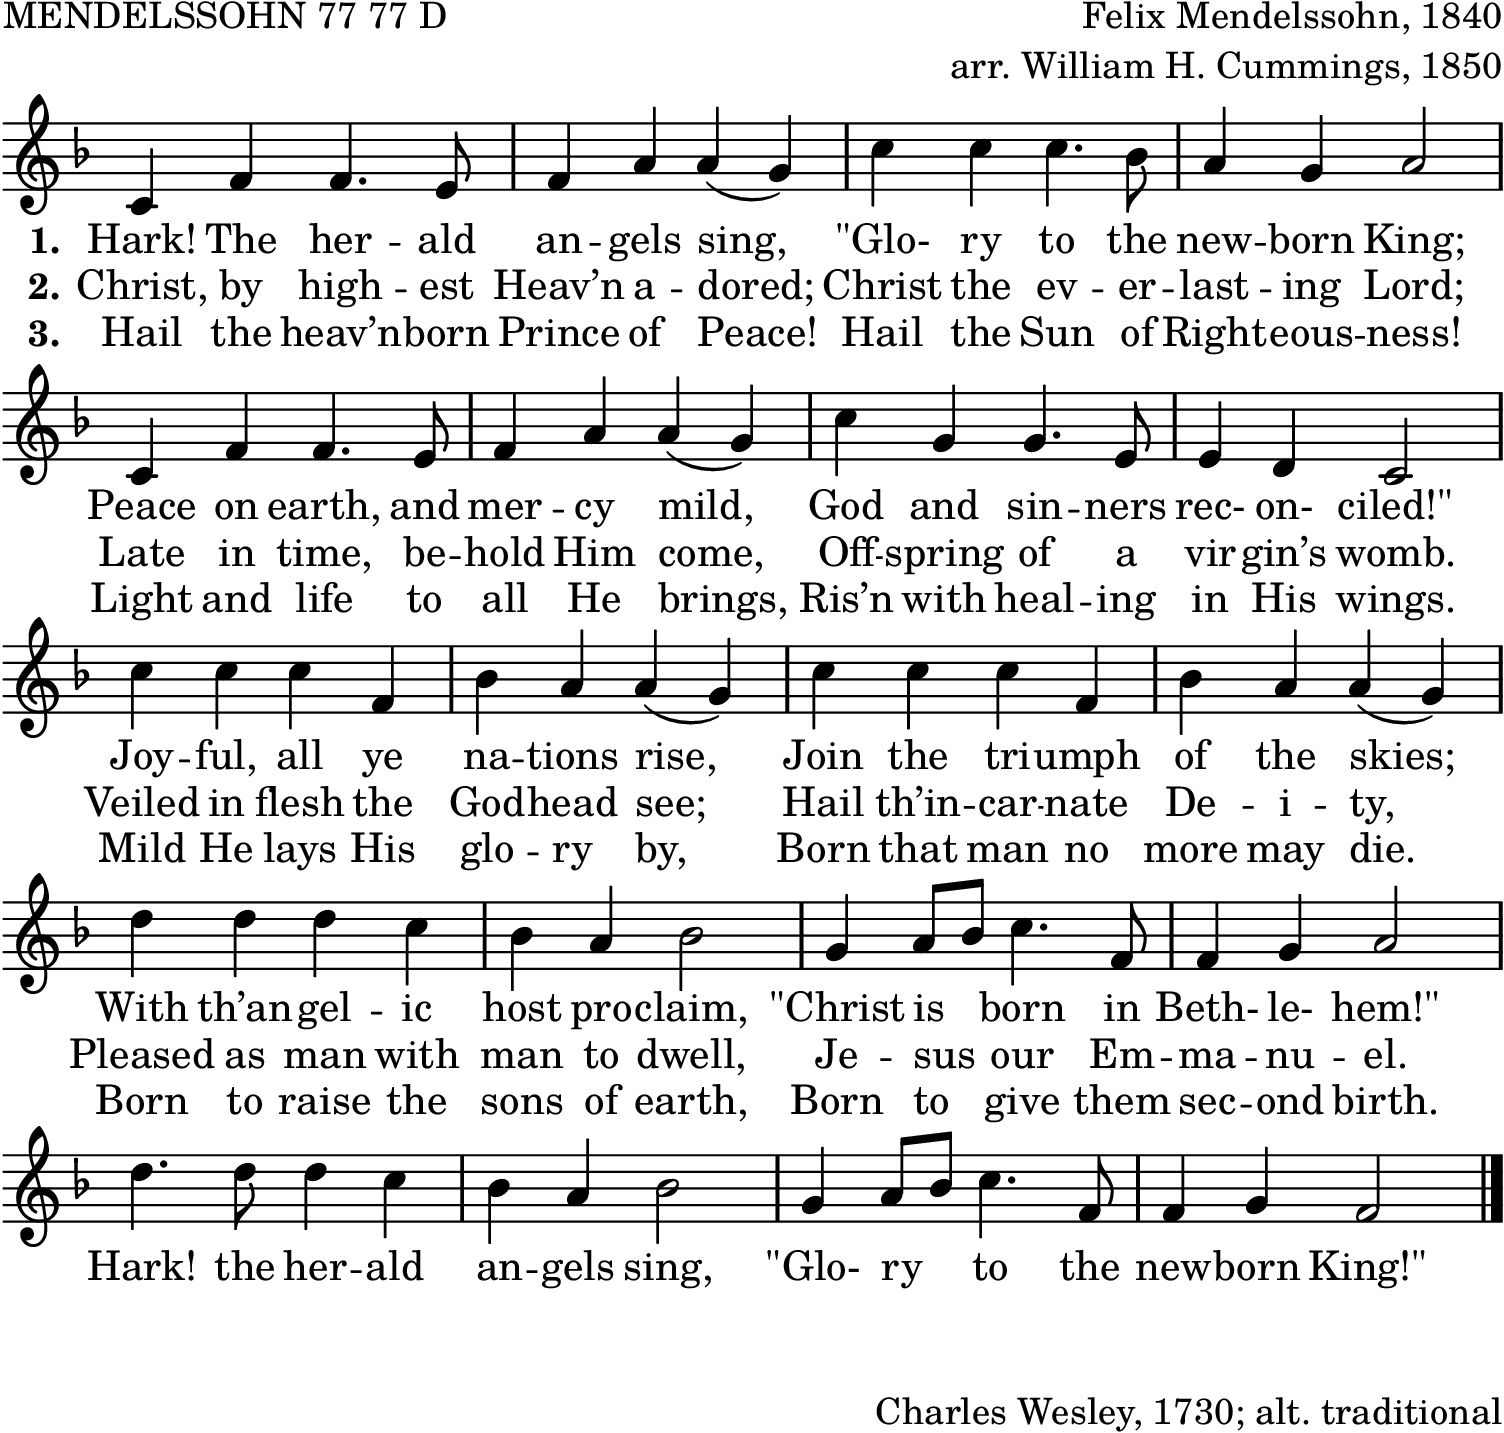 MENDELSSOHN 77 77 D
Felix Mendelssohn, 1840
arr. William H. Cummings, 1850
1. Hark! The her - ald an - gels sing, "Glo- ry to the new - born King;
2. Christ, by high - est Heav’n a - dored; Christ the ev - er - last - ing Lord;
3. Hail the heav’nborn Prince of Peace! Hail the Sun of Righteous - ness!
Peace on earth, and mer - cy mild, God and sin - ners rec- on- ciled!"
Late in time, be - hold Him come, Off - spring of a virgin’s womb.
Light and life to all He brings, Ris’n with heal - ing in His wings.
Joy - ful, all ye na - tions rise, Join the triumph of the skies;
Veiled in flesh the Godhead see; Hail th’in - car - nate De - i - ty,
Mild He lays His glo - ry by, Born that man no more may die.
With th’angel - ic host proclaim, "Christ is born in Beth- le- hem!"
Pleased as man with man to dwell, Je - sus our Em - ma - nu - el.
Born to raise the sons of earth, Born to give them sec - ond birth.
Hark! the her - ald an - gels sing, "Glo- ry to the newborn King!"
Charles Wesley, 1730; alt. traditional